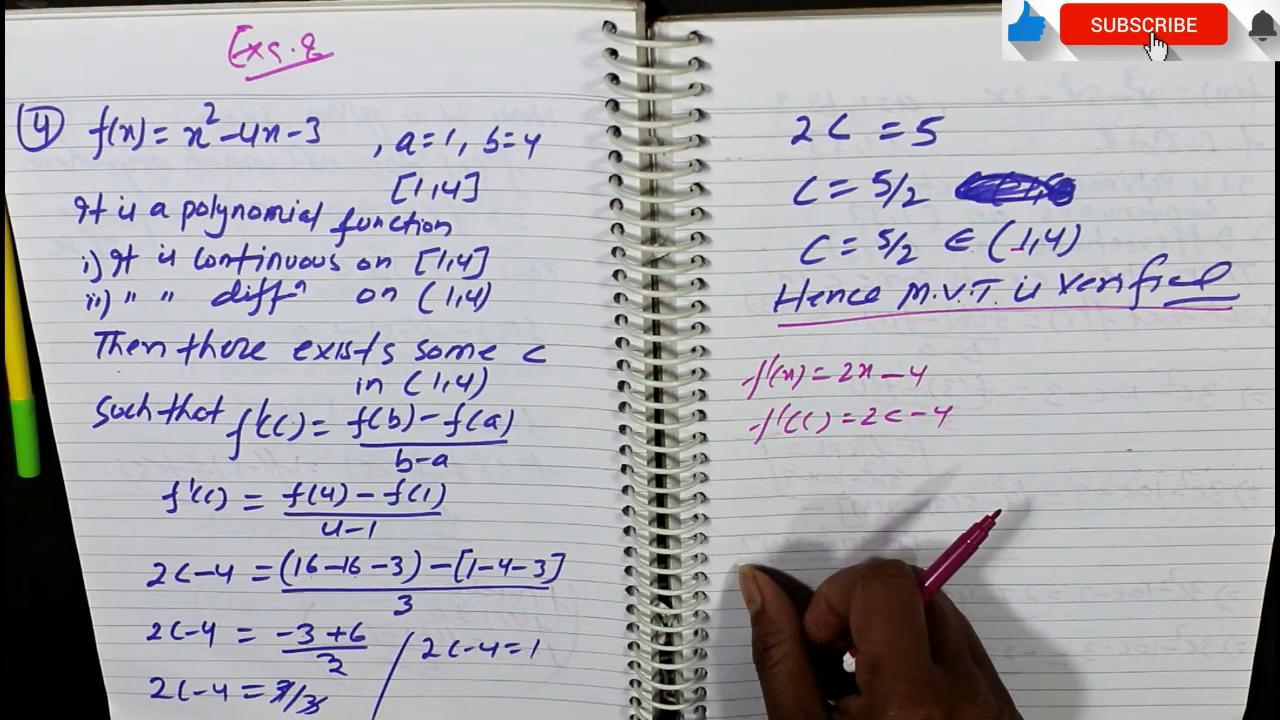 SUBSCRIBE
Exs. 8
(4) f(x) = x² - 4x - 3 , a=1, b=4
[1,4]
It is a polynomial function
i) It is continuous on [1,4]
ii) " " diffⁿ on (1,4)
Then there exists some c
in (1,4)
such that f'(c) = f(b) - f(a) / b-a
f'(c) = f(4) - f(1) / 4-1
2c-4 = (16-16-3) - [1-4-3] / 3
2c-4 = -3+6 / 3
2c-4 = 3/3
2c-4=1
2c = 5
c = 5/2
c = 5/2 ∈ (1,4)
Hence M.V.T. is verified
f'(x) = 2x-4
f'(c) = 2c-4